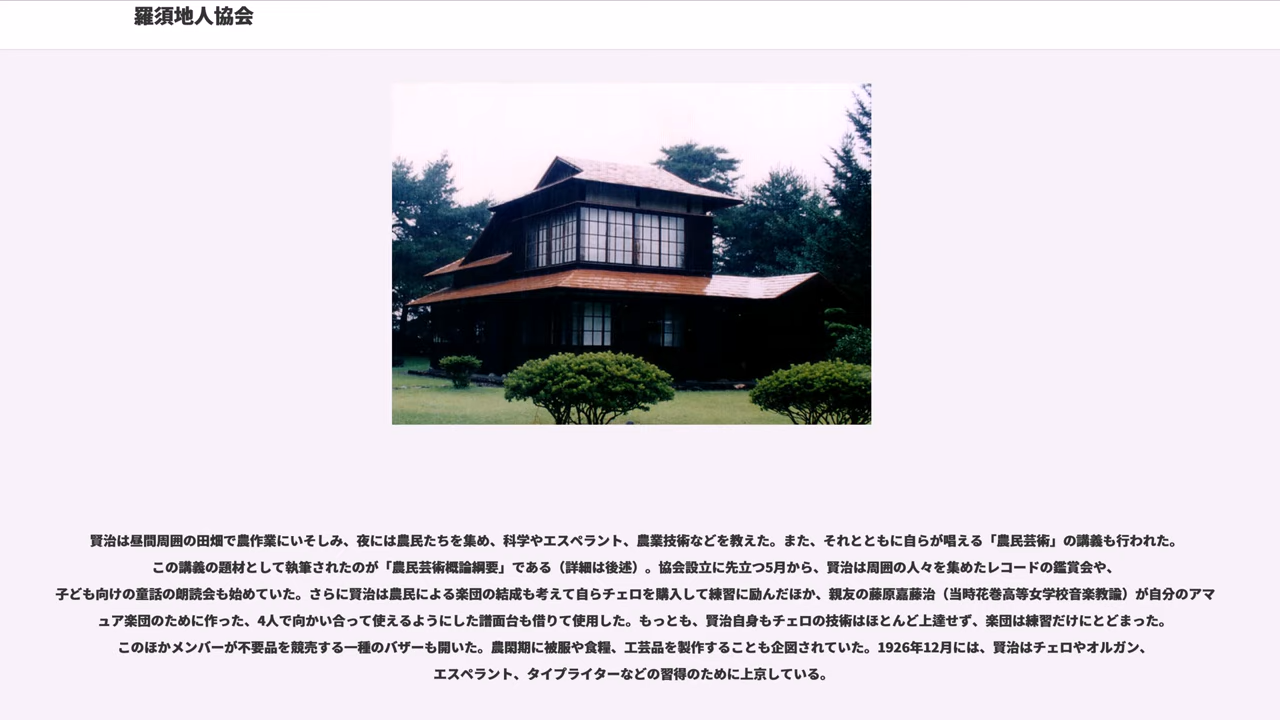 羅須地人協会
賢治は昼間周囲の田畑で農作業にいそしみ、夜には農民たちを集め、科学やエスペラント、農業技術などを教えた。また、それとともに自らが唱える「農民芸術」の講義も行われた。
この講義の題材として執筆されたのが「農民芸術概論綱要」である（詳細は後述）。協会設立に先立つ5月から、賢治は周囲の人々を集めたレコードの鑑賞会や、
子ども向けの童話の朗読会も始めていた。さらに賢治は農民による楽団の結成も考えて自らチェロを購入して練習に励んだほか、親友の藤原嘉藤治（当時花巻高等女学校音楽教諭）が自分のアマ
ュア楽団のために作った、4人で向かい合って使えるようにした譜面台も借りて使用した。もっとも、賢治自身もチェロの技術はほとんど上達せず、楽団は練習だけにとどまった。
このほかメンバーが不要品を競売する一種のバザーも開いた。農閑期に被服や食糧、工芸品を製作することも企図されていた。1926年12月には、賢治はチェロやオルガン、
エスペラント、タイプライターなどの習得のために上京している。